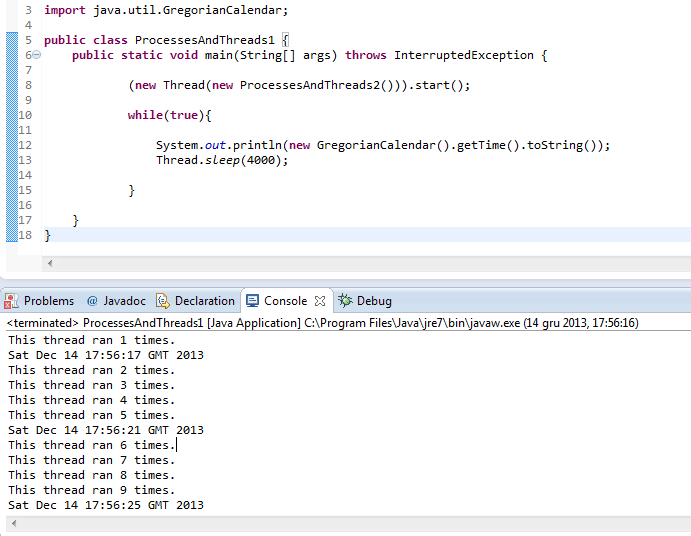 3 import java.util.GregorianCalendar;
4
5 public class ProcessesAndThreads1 {
6 public static void main(String[] args) throws InterruptedException {
7
8 (new Thread(new ProcessesAndThreads2())).start();
9
10 while(true){
11
12 System.out.println(new GregorianCalendar().getTime().toString());
13 Thread.sleep(4000);
14
15 }
16
17 }
18 }
Problems @ Javadoc Declaration Console Debug
<terminated> ProcessesAndThreads1 [Java Application] C:\Program Files\Java\jre7\bin\javaw.exe (14 gru 2013, 17:56:16)
This thread ran 1 times.
Sat Dec 14 17:56:17 GMT 2013
This thread ran 2 times.
This thread ran 3 times.
This thread ran 4 times.
This thread ran 5 times.
Sat Dec 14 17:56:21 GMT 2013
This thread ran 6 times.
This thread ran 7 times.
This thread ran 8 times.
This thread ran 9 times.
Sat Dec 14 17:56:25 GMT 2013